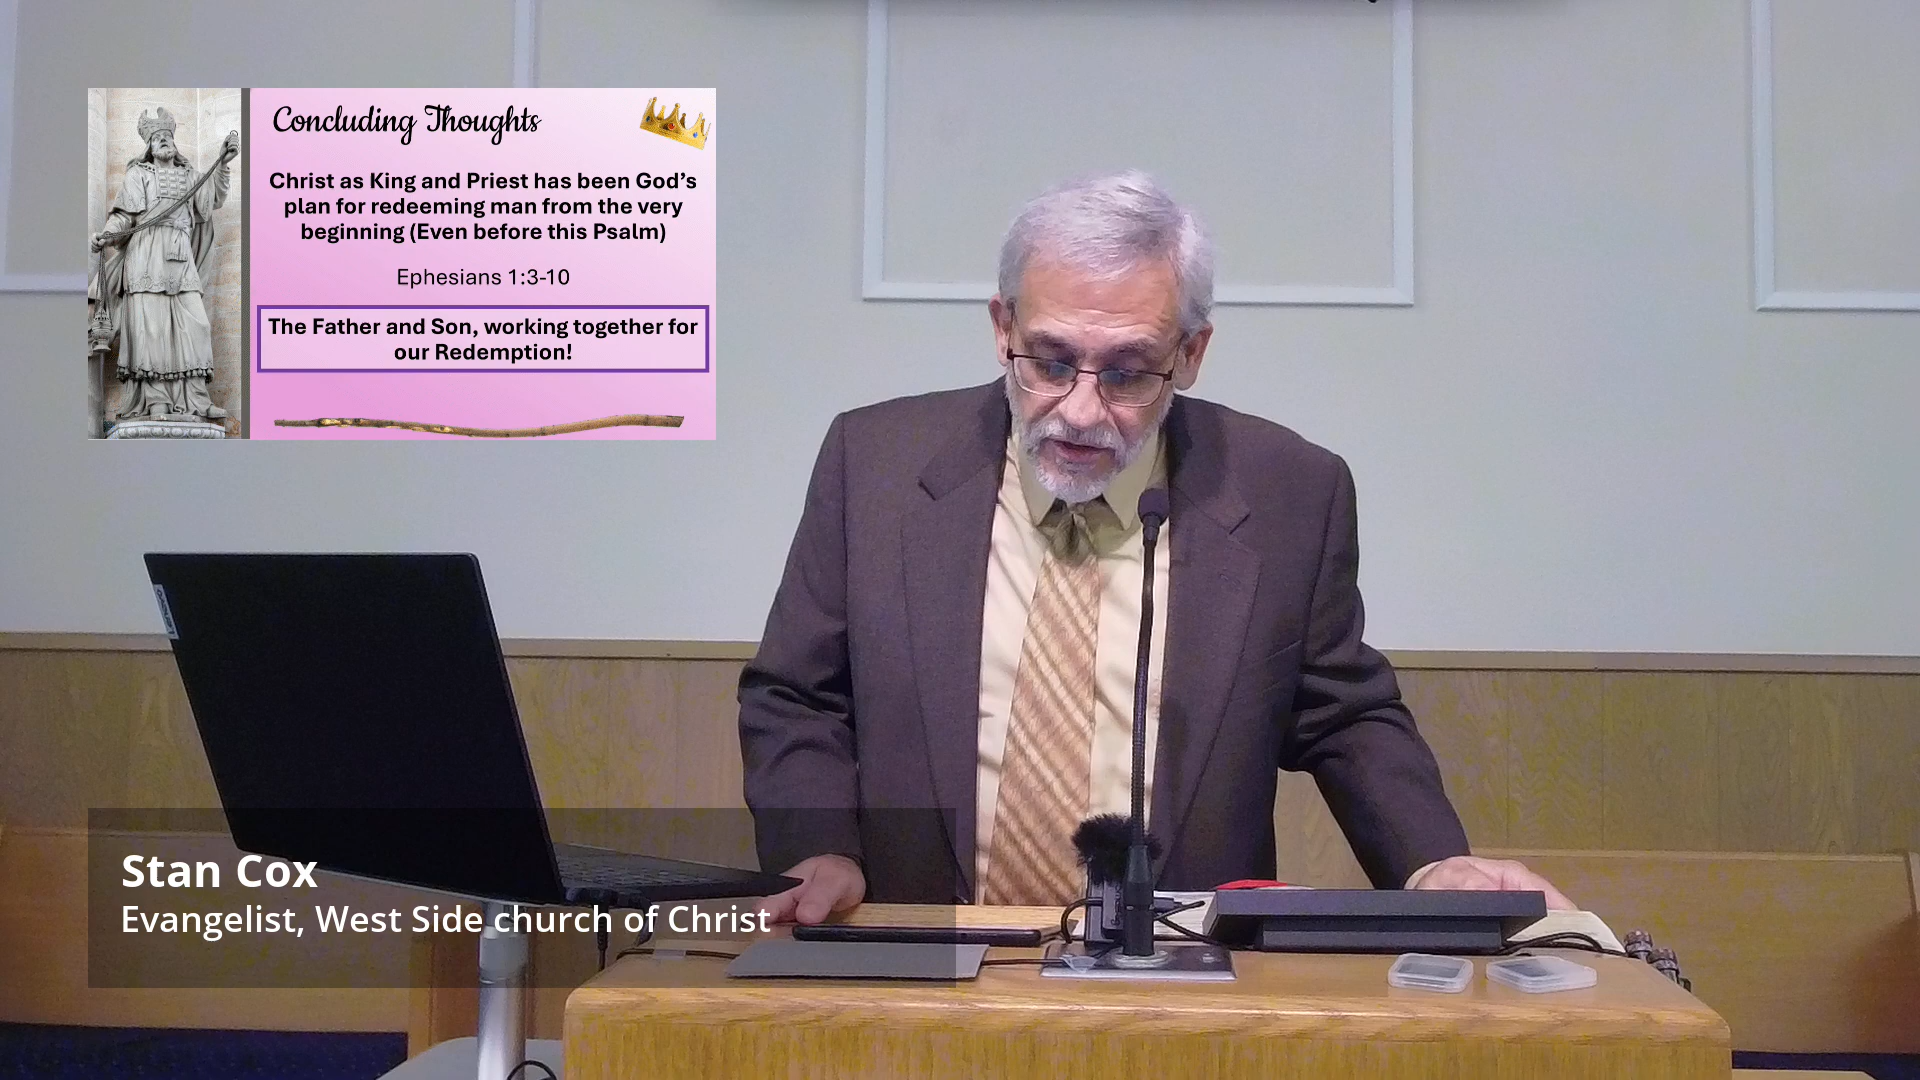 Concluding Thoughts
Christ as King and Priest has been God's
plan for redeeming man from the very
beginning (Even before this Psalm)
Ephesians 1:3-10
The Father and Son, working together for
our Redemption!
Lenovo
Stan Cox
Evangelist, West Side church of Christ